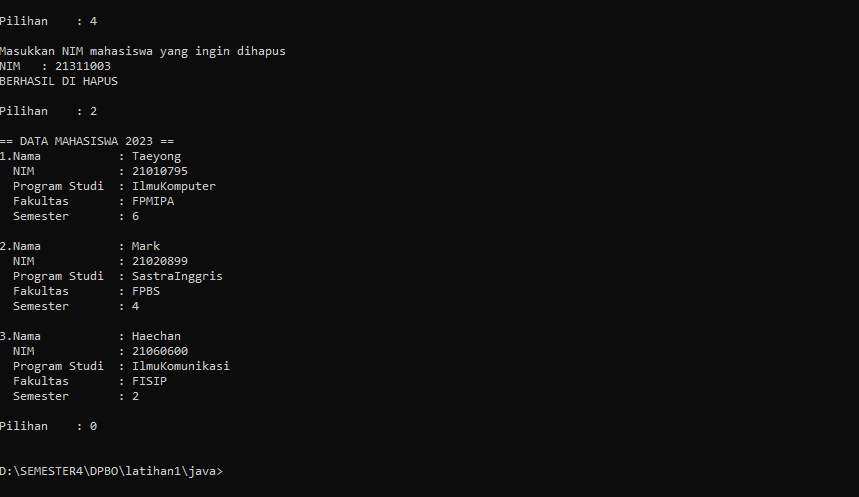 Pilihan    : 4
Masukkan NIM mahasiswa yang ingin dihapus
NIM   : 21311003
BERHASIL DI HAPUS
Pilihan    : 2
== DATA MAHASISWA 2023 ==
1.Nama           : Taeyong
  NIM            : 21010795
  Program Studi  : IlmuKomputer
  Fakultas       : FPMIPA
  Semester       : 6
2.Nama           : Mark
  NIM            : 21020899
  Program Studi  : SastraInggris
  Fakultas       : FPBS
  Semester       : 4
3.Nama           : Haechan
  NIM            : 21060600
  Program Studi  : IlmuKomunikasi
  Fakultas       : FISIP
  Semester       : 2
Pilihan    : 0
D:\SEMESTER4\DPBO\latihan1\java>